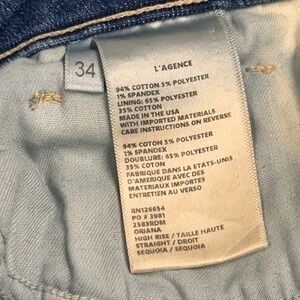 34
L'AGENCE
94% COTTON 5% POLYESTER
1% SPANDEX
LINING: 65% POLYESTER
35% COTTON
MADE IN THE USA
WITH IMPORTED MATERIALS
CARE INSTRUCTIONS ON REVERSE
94% COTTON 5% POLYESTER
1% SPANDEX
DOUBLURE: 65% POLYESTER
35% COTON
FABRIQUE DANS LA ETATS-UNIS
D'AMERIQUE AVEC DES
MATERIAUX IMPORTES
ENTRETIEN AU VERSO
RN126654
PO # 3981
2583RDM
ORIANA
HIGH RISE / TAILLE HAUTE
STRAIGHT / DROIT
SEQUOIA / SEQUOIA